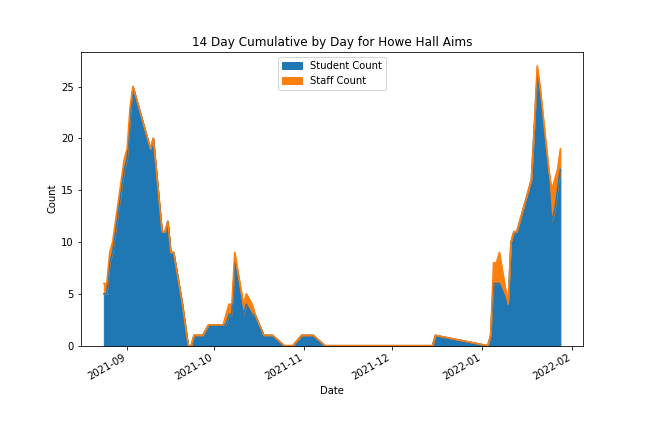 14 Day Cumulative by Day for Howe Hall Aims
Student Count
Staff Count
25
20
15
10
5
0
Count
2021-09
2021-10
2021-11
2021-12
2022-01
2022-02
Date